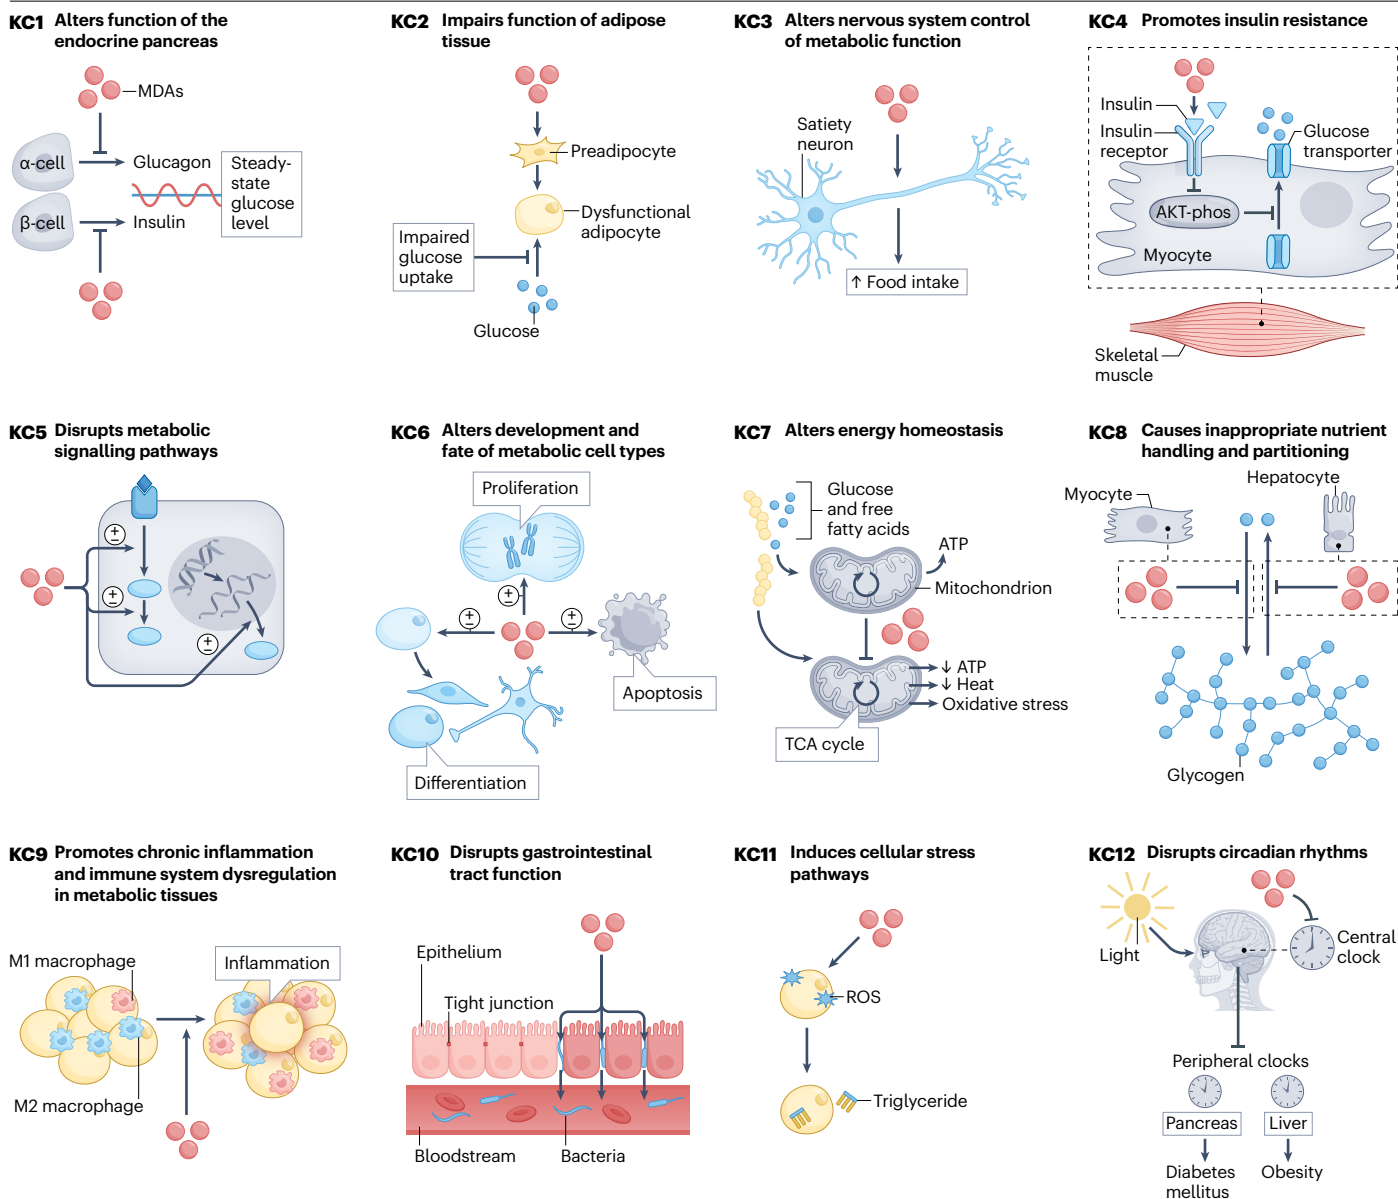 KC1 Alters function of the
endocrine pancreas
MDAs
α-cell
Glucagon
β-cell
Insulin
Steady-
state
glucose
level
KC2 Impairs function of adipose
tissue
Preadipocyte
Dysfunctional
adipocyte
Impaired
glucose
uptake
Glucose
KC3 Alters nervous system control
of metabolic function
Satiety
neuron
↑ Food intake
KC4 Promotes insulin resistance
Insulin
Insulin
receptor
Glucose
transporter
AKT-phos
Myocyte
Skeletal
muscle
KC5 Disrupts metabolic
signalling pathways
±
±
±
KC6 Alters development and
fate of metabolic cell types
Proliferation
±
±
±
Apoptosis
Differentiation
KC7 Alters energy homeostasis
Glucose
and free
fatty acids
ATP
Mitochondrion
↓ ATP
↓ Heat
Oxidative stress
TCA cycle
KC8 Causes inappropriate nutrient
handling and partitioning
Myocyte
Hepatocyte
Glycogen
KC9 Promotes chronic inflammation
and immune system dysregulation
in metabolic tissues
M1 macrophage
Inflammation
M2 macrophage
KC10 Disrupts gastrointestinal
tract function
Epithelium
Tight junction
Bloodstream
Bacteria
KC11 Induces cellular stress
pathways
ROS
Triglyceride
KC12 Disrupts circadian rhythms
Light
Central
clock
Peripheral clocks
Pancreas
Liver
Diabetes
mellitus
Obesity